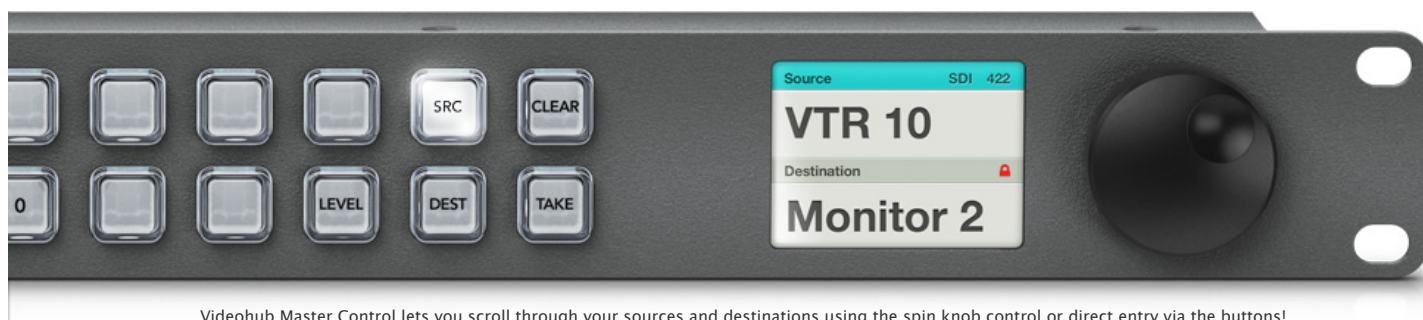 SRC CLEAR
0 LEVEL DEST TAKE
Source SDI 422
VTR 10
Destination
Monitor 2
Videohub Master Control lets you scroll through your sources and destinations using the spin knob control or direct entry via the buttons!